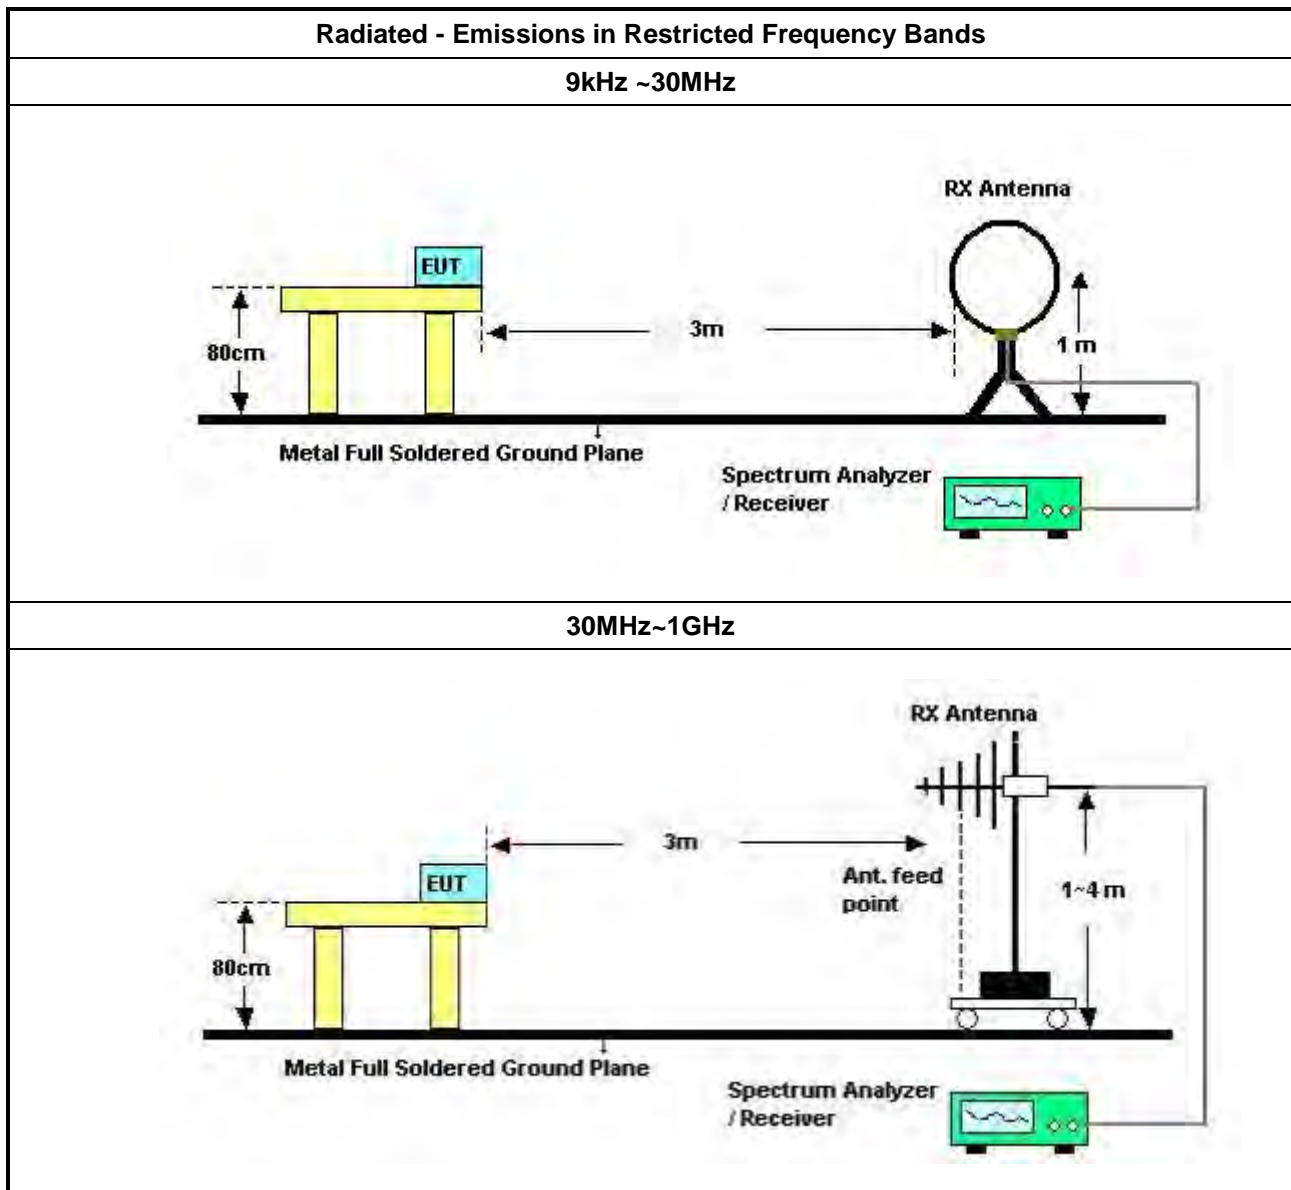 Radiated - Emissions in Restricted Frequency Bands
9kHz ~30MHz
RX Antenna
EUT
3m
80cm
1 m
Metal Full Soldered Ground Plane
Spectrum Analyzer
/ Receiver
30MHz~1GHz
RX Antenna
3m
EUT
Ant. feed
point
1~4 m
80cm
Metal Full Soldered Ground Plane
Spectrum Analyzer
/ Receiver